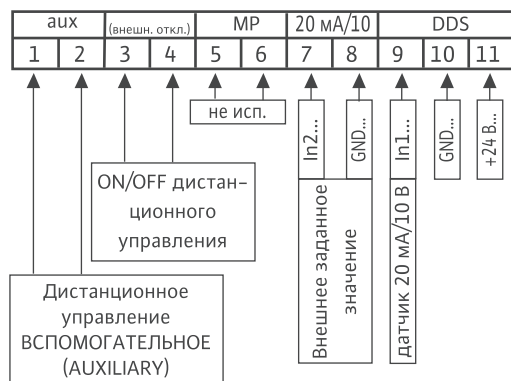 aux (внешн. откл.) MP 20 мА/10 DDS
1 2 3 4 5 6 7 8 9 10 11
не исп.
In2...
GND...
In1...
GND...
+24 В...
ON/OFF дистан-
ционного
управления
Внешнее заданное
значение
датчик 20 мА/10 В
Дистанционное
управление
ВСПОМОГАТЕЛЬНОЕ
(AUXILIARY)